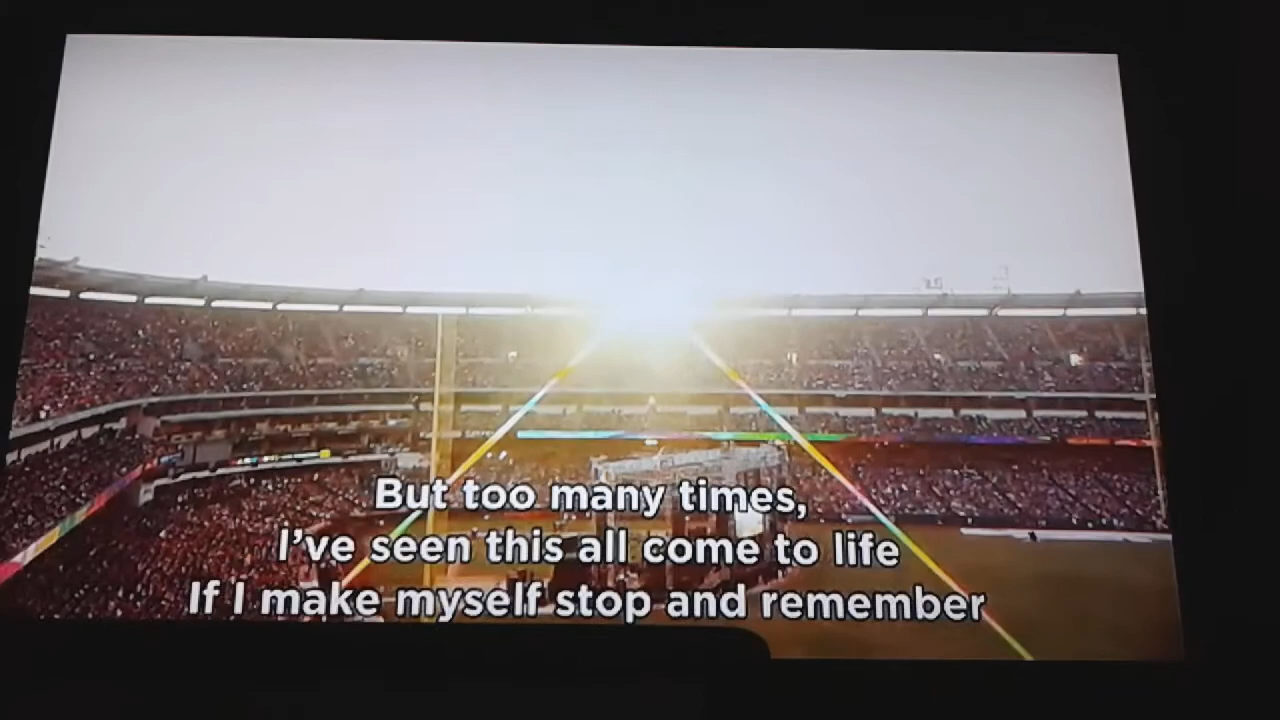 But too many times,
I've seen this all come to life
If I make myself stop and remember